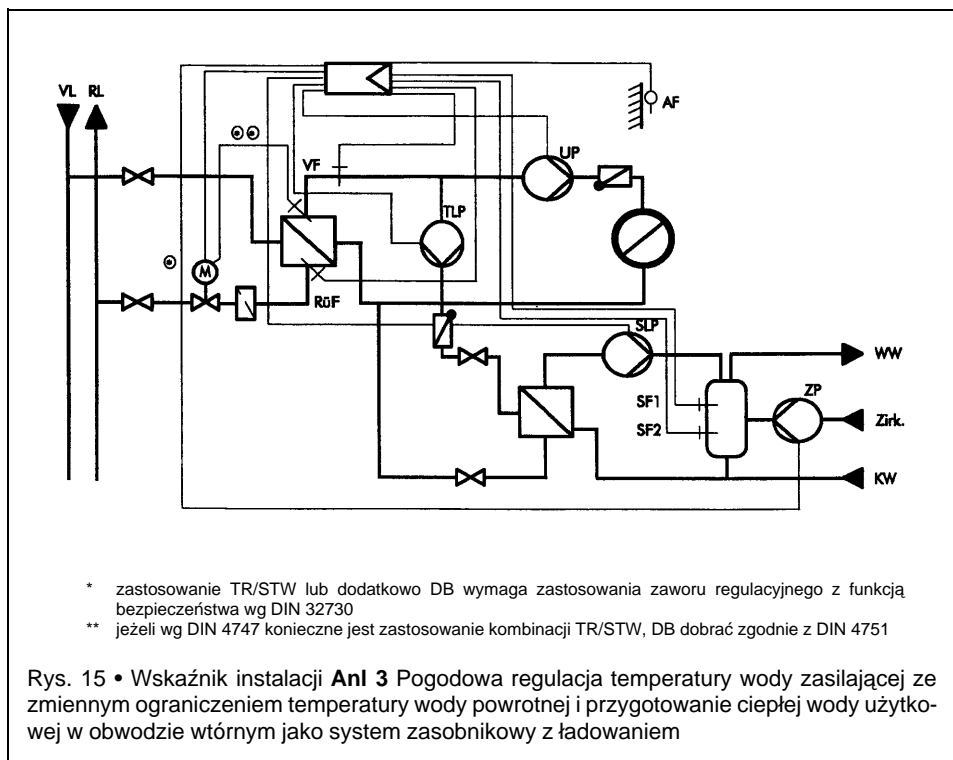 VL RL
AF
UP
VF
TLP
M
RüF
SLP
WW
ZP
SF1
Zirk.
SF2
KW
* zastosowanie TR/STW lub dodatkowo DB wymaga zastosowania zaworu regulacyjnego z funkcją
bezpieczeństwa wg DIN 32730
** jeżeli wg DIN 4747 konieczne jest zastosowanie kombinacji TR/STW, DB dobrać zgodnie z DIN 4751
Rys. 15 • Wskaźnik instalacji Anl 3 Pogodowa regulacja temperatury wody zasilającej ze
zmiennym ograniczeniem temperatury wody powrotnej i przygotowanie ciepłej wody użytko-
wej w obwodzie wtórnym jako system zasobnikowy z ładowaniem